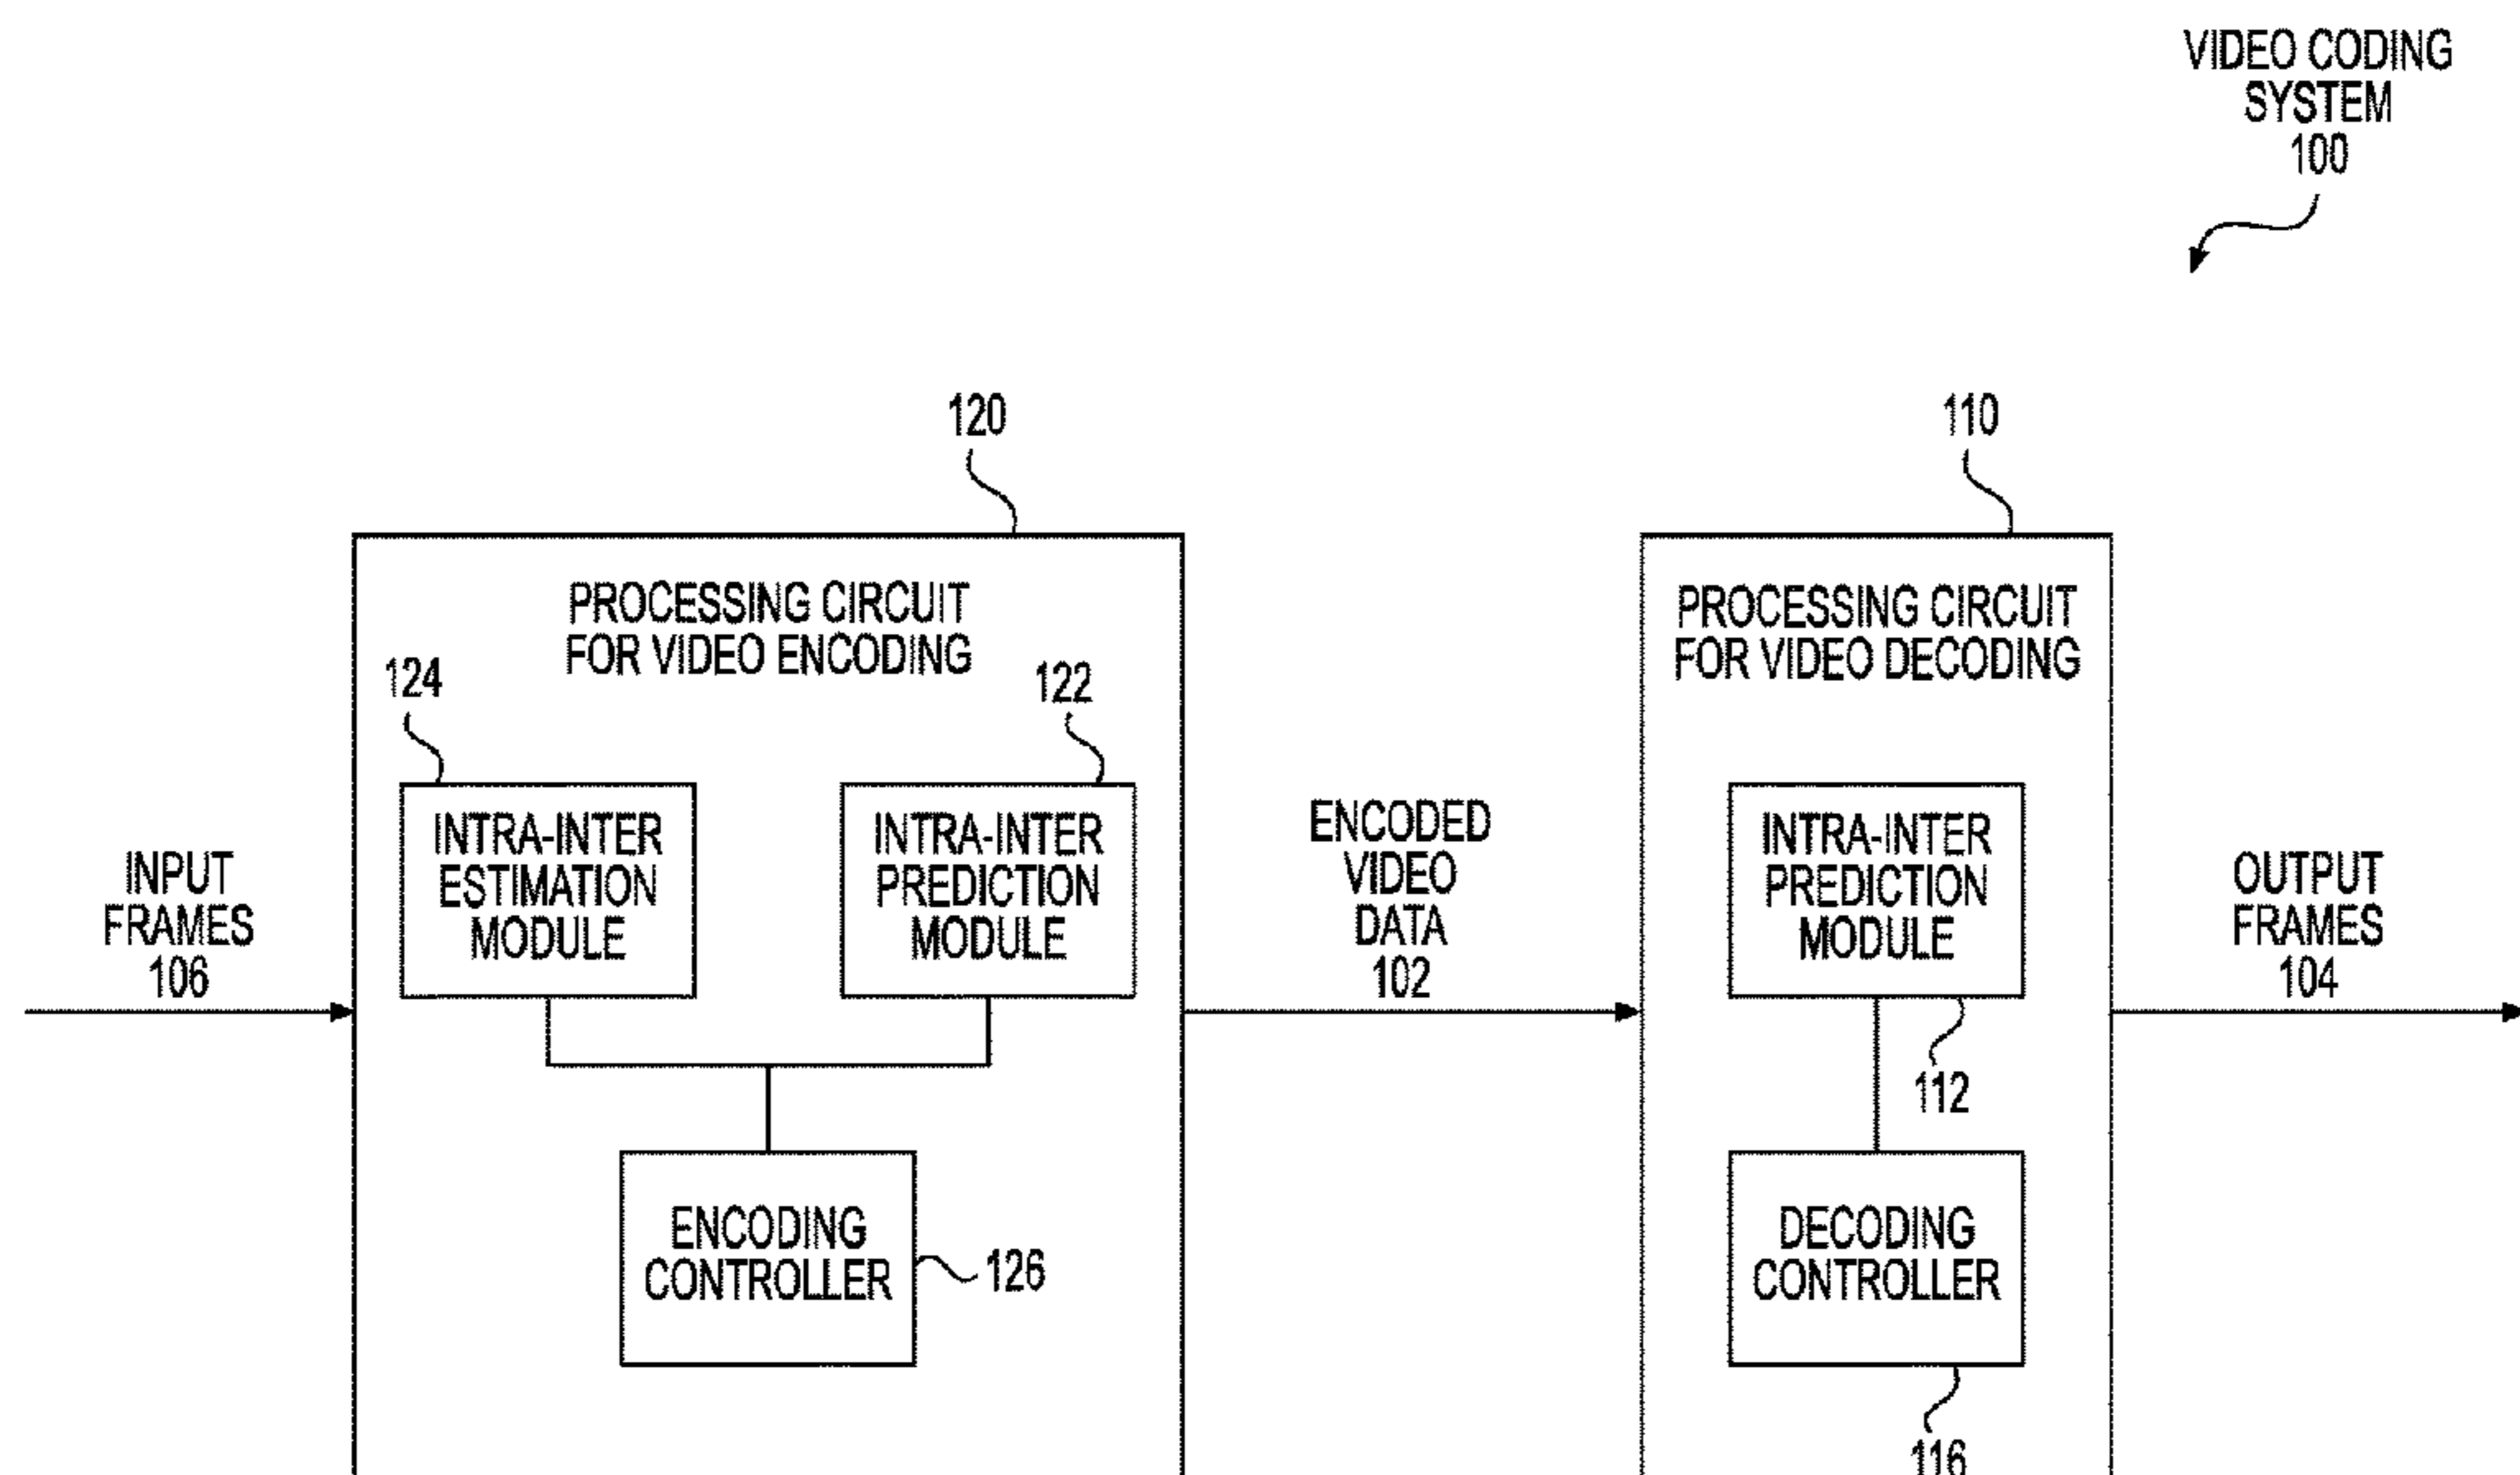 VIDEO CODING
SYSTEM
100
120
110
PROCESSING CIRCUIT
FOR VIDEO ENCODING
PROCESSING CIRCUIT
FOR VIDEO DECODING
124
122
INTRA-INTER
ESTIMATION
MODULE
INTRA-INTER
PREDICTION
MODULE
INTRA-INTER
PREDICTION
MODULE
INPUT
FRAMES
106
ENCODED
VIDEO
DATA
102
OUTPUT
FRAMES
104
112
ENCODING
CONTROLLER
126
DECODING
CONTROLLER
116